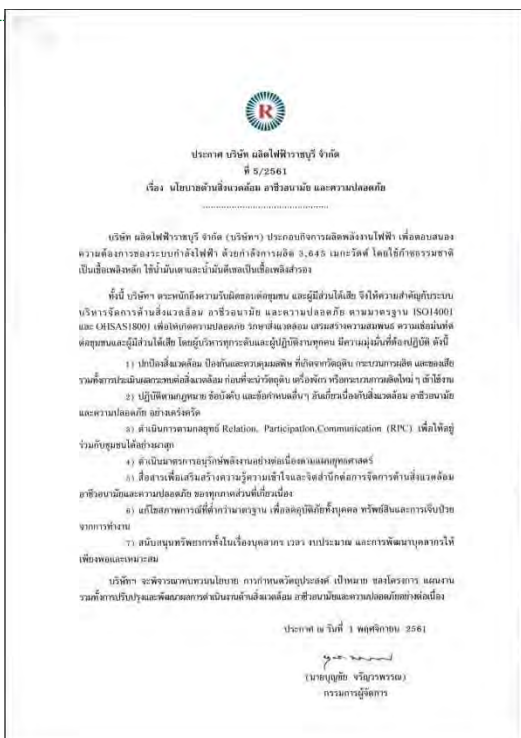 R
ประกาศ บริษัท ผลิตไฟฟ้าราชบุรี จำกัด
ที่ 5/2561
เรื่อง นโยบายด้านสิ่งแวดล้อม อาชีวอนามัย และความปลอดภัย
บริษัท ผลิตไฟฟ้าราชบุรี จำกัด (บริษัทฯ) ประกอบกิจการผลิตพลังงานไฟฟ้า เพื่อตอบสนอง
ความต้องการของระบบกำลังไฟฟ้า ด้วยกำลังการผลิต 3,645 เมกะวัตต์ โดยใช้ก๊าซธรรมชาติ
เป็นเชื้อเพลิงหลัก ใช้น้ำมันเตาและน้ำมันดีเซลเป็นเชื้อเพลิงสำรอง
ทั้งนี้ บริษัทฯ ตระหนักถึงความรับผิดชอบต่อชุมชน และผู้มีส่วนได้เสีย จึงให้ความสำคัญกับระบบ
บริหารจัดการด้านสิ่งแวดล้อม อาชีวอนามัย และความปลอดภัย ตามมาตรฐาน ISO14001
และ OHSAS18001 เพื่อให้เกิดความปลอดภัย รักษาสิ่งแวดล้อม เสริมสร้างความสัมพันธ์ ความเชื่อมั่นที่ดี
ต่อชุมชนและผู้มีส่วนได้เสีย โดยผู้บริหารทุกระดับและผู้ปฏิบัติงานทุกคน มีความมุ่งมั่นที่ต้องปฏิบัติ ดังนี้
1) ปกป้องสิ่งแวดล้อม ป้องกันและควบคุมมลพิษ ที่เกิดจากวัตถุดิบ กระบวนการผลิต และของเสีย
รวมทั้งการประเมินผลกระทบต่อสิ่งแวดล้อม ก่อนที่จะนำวัตถุดิบ เครื่องจักร หรือกระบวนการผลิตใหม่ ๆ เข้าใช้งาน
2) ปฏิบัติตามกฎหมาย ข้อบังคับ และข้อกำหนดอื่นๆ อันเกี่ยวเนื่องกับสิ่งแวดล้อม อาชีวอนามัย
และความปลอดภัย อย่างเคร่งครัด
3) ดำเนินการตามกลยุทธ์ Relation, Participation,Communication (RPC) เพื่อให้อยู่
ร่วมกับชุมชนได้อย่างผาสุก
4) ดำเนินมาตรการอนุรักษ์พลังงานอย่างต่อเนื่องตามแผนยุทธศาสตร์
5) สื่อสารเพื่อเสริมสร้างความรู้ความเข้าใจและจิตสำนึกต่อการจัดการด้านสิ่งแวดล้อม
อาชีวอนามัยและความปลอดภัย ของทุกภาคส่วนที่เกี่ยวเนื่อง
6) แก้ไขสภาพการณ์ที่ต่ำกว่ามาตรฐาน เพื่อลดอุบัติภัยทั้งบุคคล ทรัพย์สินและการเจ็บป่วย
จากการทำงาน
7) สนับสนุนทรัพยากรทั้งในเรื่องบุคลากร เวลา งบประมาณ และการพัฒนาบุคลากรให้
เพียงพอและเหมาะสม
บริษัทฯ จะพิจารณาทบทวนนโยบาย การกำหนดวัตถุประสงค์ เป้าหมาย ของโครงการ แผนงาน
รวมทั้งการปรับปรุงและพัฒนาผลการดำเนินงานด้านสิ่งแวดล้อม อาชีวอนามัยและความปลอดภัยอย่างต่อเนื่อง
ประกาศ ณ วันที่ 1 พฤศจิกายน 2561
(นายบุญชัย จรัญวรพรรณ)
กรรมการผู้จัดการ